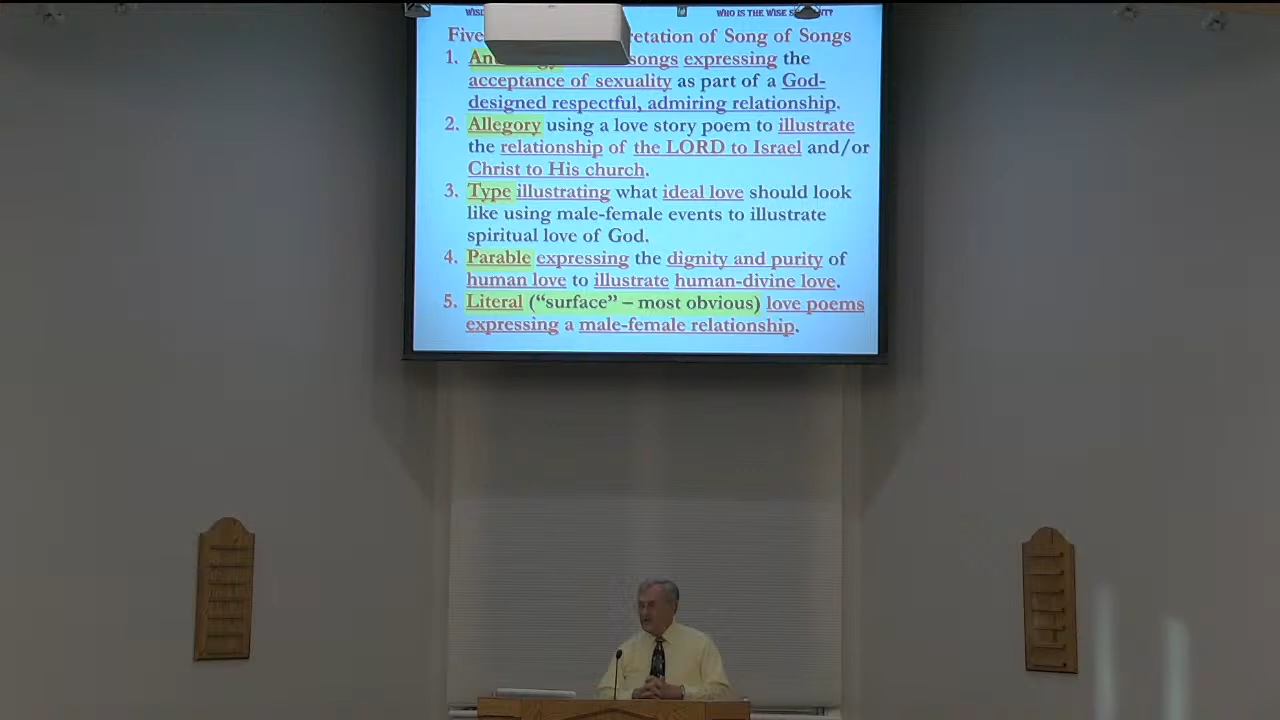 WHO IS THE WISE
Five retation of Song of Songs
1. songs expressing the
acceptance of sexuality as part of a God-
designed respectful, admiring relationship.
2. Allegory using a love story poem to illustrate
the relationship of the LORD to Israel and/or
Christ to His church.
3. Type illustrating what ideal love should look
like using male-female events to illustrate
spiritual love of God.
4. Parable expressing the dignity and purity of
human love to illustrate human-divine love.
5. Literal (“surface” – most obvious) love poems
expressing a male-female relationship.